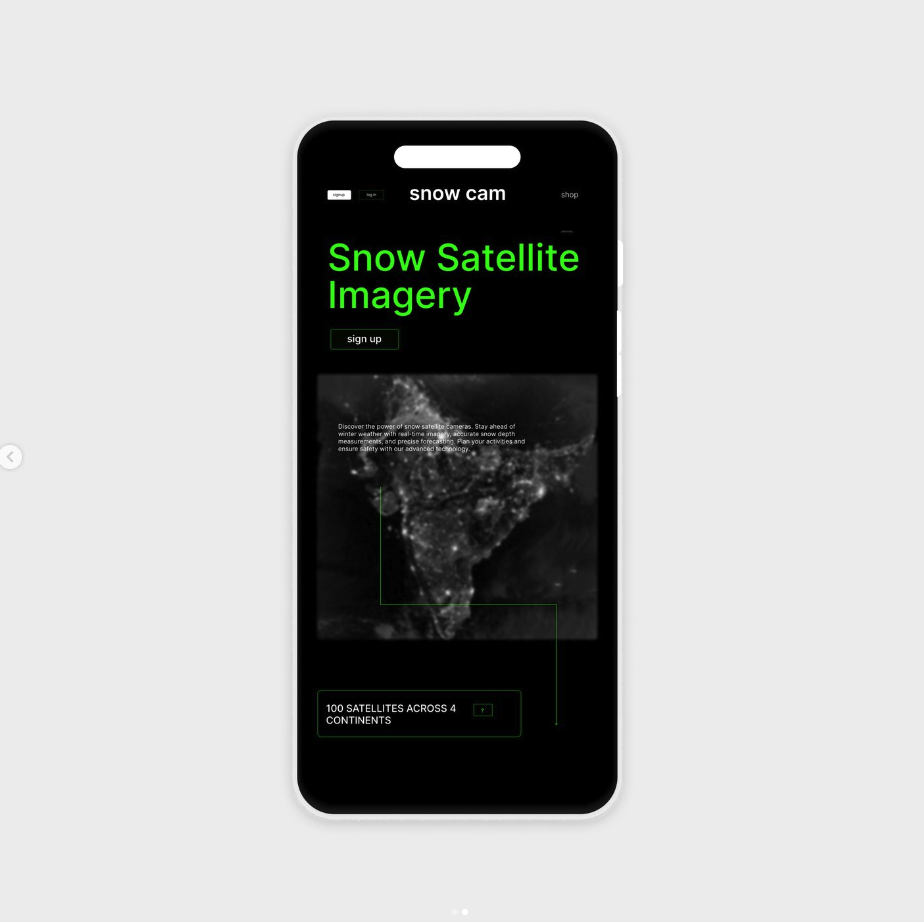 signup
log in
snow cam
shop
Snow Satellite
Imagery
sign up
Discover the power of snow satellite cameras. Stay ahead of
winter weather with real-time imagery, accurate snow depth
measurements, and precise forecasting. Plan your activities and
ensure safety with our advanced technology.
100 SATELLITES ACROSS 4
CONTINENTS
?